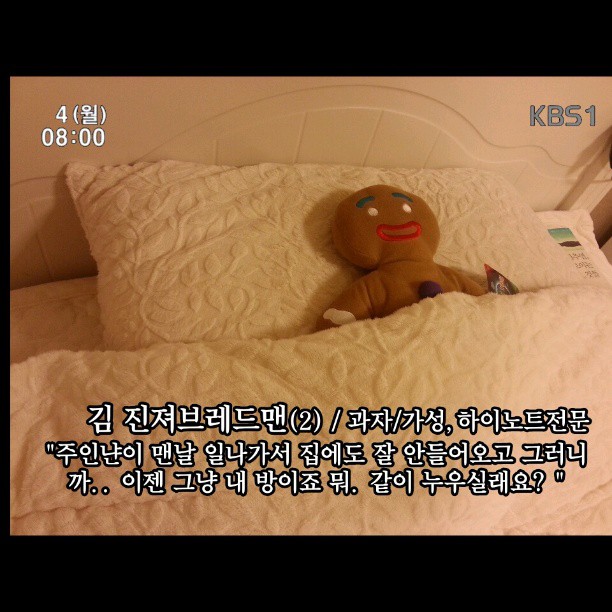 4(월)
08:00
KBS1
김 진져브레드맨(2) / 과자/가성, 하이노트전문
"주인냔이 맨날 일나가서 집에도 잘 안들어오고 그러니
까.. 이젠 그냥 내 방이죠 뭐. 같이 누우실래요? "